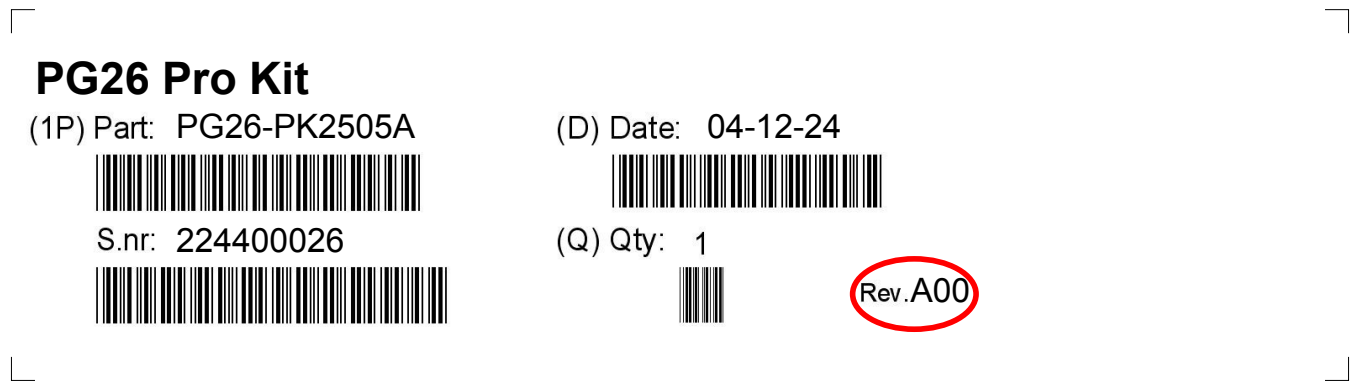 PG26 Pro Kit
(1P) Part: PG26-PK2505A
(D) Date: 04-12-24
S.nr: 224400026
(Q) Qty: 1
Rev.A00